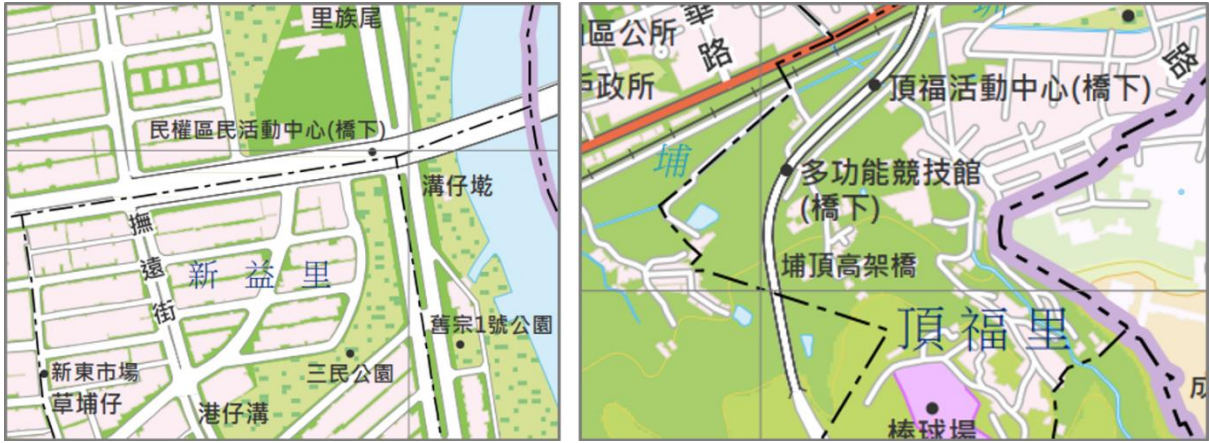 里族尾
民權區民活動中心(橋下)
溝仔墘
撫遠街
新益里
舊宗1號公園
新東市場
草埔仔
三民公園
港仔溝
區公所
華路
戶政所
頂福活動中心(橋下)
路
埔
圳
多功能競技館
(橋下)
埔頂高架橋
頂福里
棒球場
成